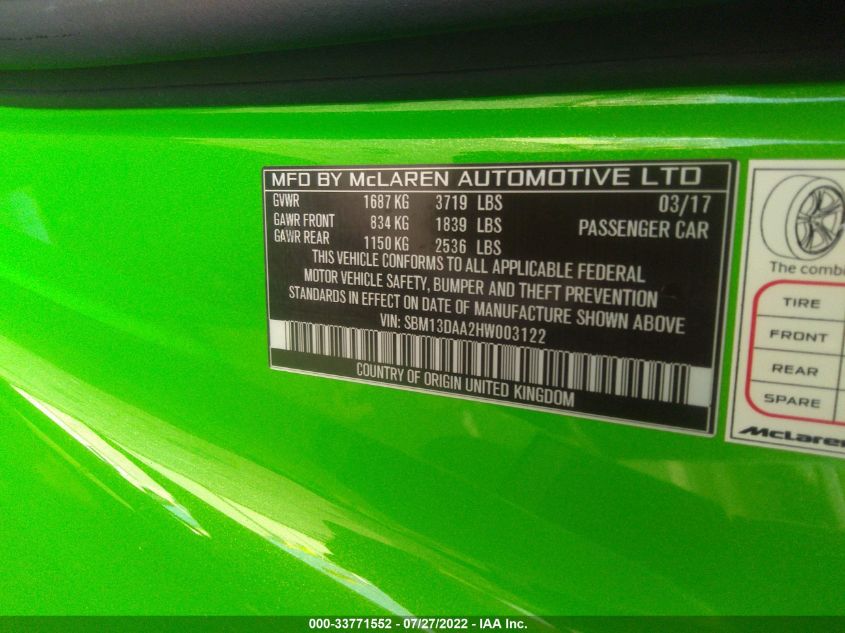 MFD BY McLAREN AUTOMOTIVE LTD
GVWR 1687 KG 3719 LBS 03/17
GAWR FRONT 834 KG 1839 LBS PASSENGER CAR
GAWR REAR 1150 KG 2536 LBS
THIS VEHICLE CONFORMS TO ALL APPLICABLE FEDERAL
MOTOR VEHICLE SAFETY, BUMPER AND THEFT PREVENTION
STANDARDS IN EFFECT ON DATE OF MANUFACTURE SHOWN ABOVE
VIN: SBM13DAA2HW003122
COUNTRY OF ORIGIN UNITED KINGDOM
The comb
TIRE
FRONT
REAR
SPARE
McLaren
000-33771552 - 07/27/2022 - IAA Inc.